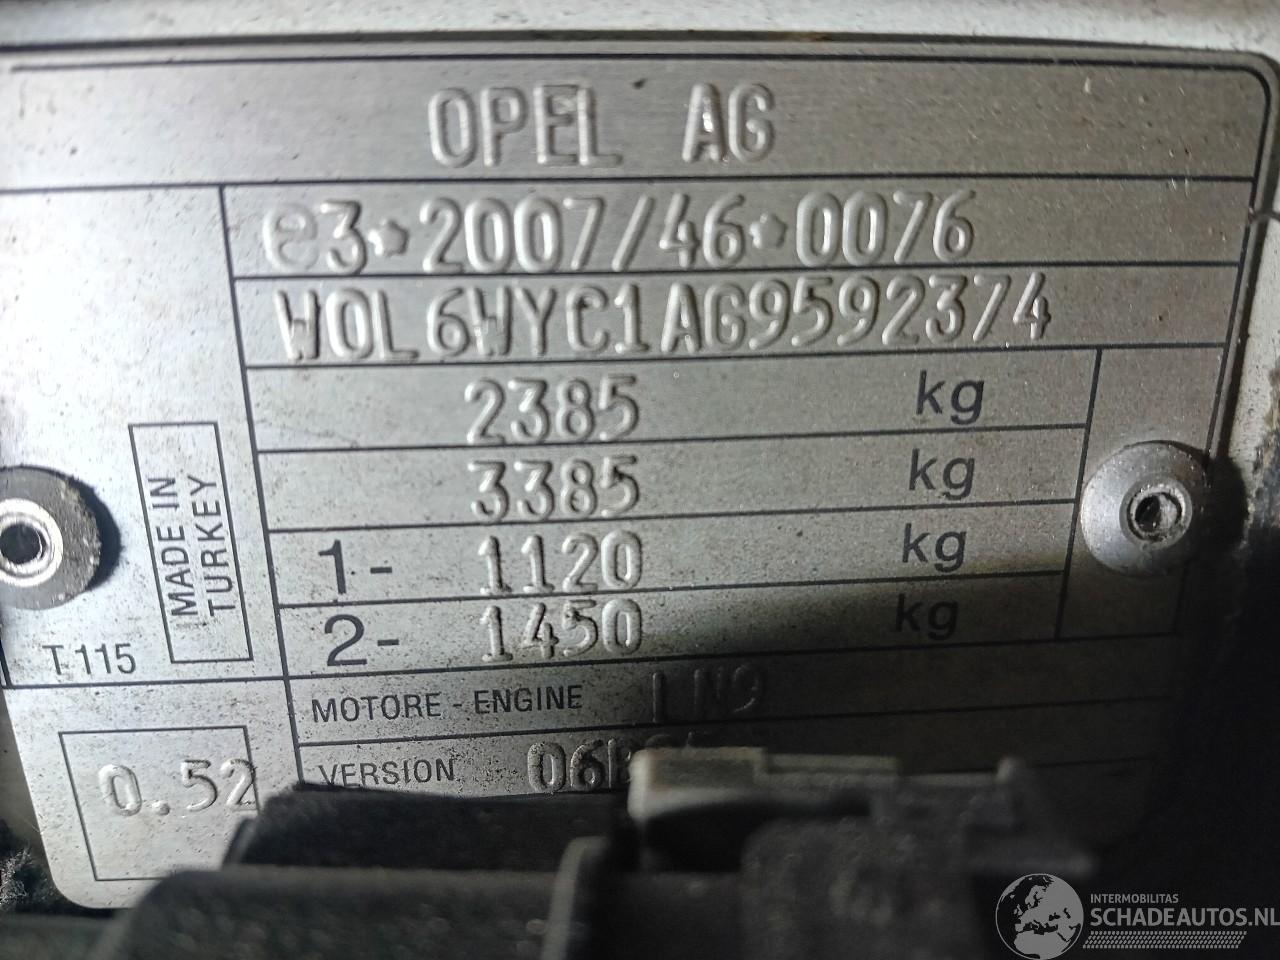 OPEL AG
e3*2007/46*0076
W0L6WYC1AG9592374
2385 kg
3385 kg
1- 1120 kg
2- 1450 kg
MADE IN
TURKEY
T115
MOTORE - ENGINE LN9
VERSION
0.52
INTERMOBILITAS
SCHADEAUTOS.NL